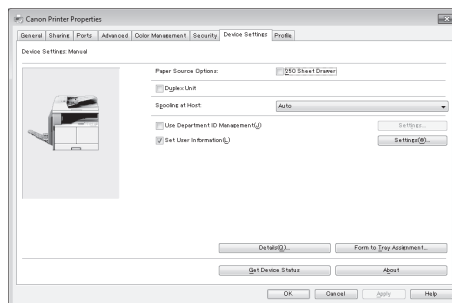 Canon Printer Properties
General Sharing Ports Advanced Color Management Security Device Settings Profile
Device Settings: Manual
Paper Source Options: 250 Sheet Drawer
Duplex Unit
Spooling at Host: Auto
Use Department ID Management(J) Settings...
Set User Information(L) Settings(W)...
Details(Q)... Form to Tray Assignment...
Get Device Status About
OK Cancel Apply Help